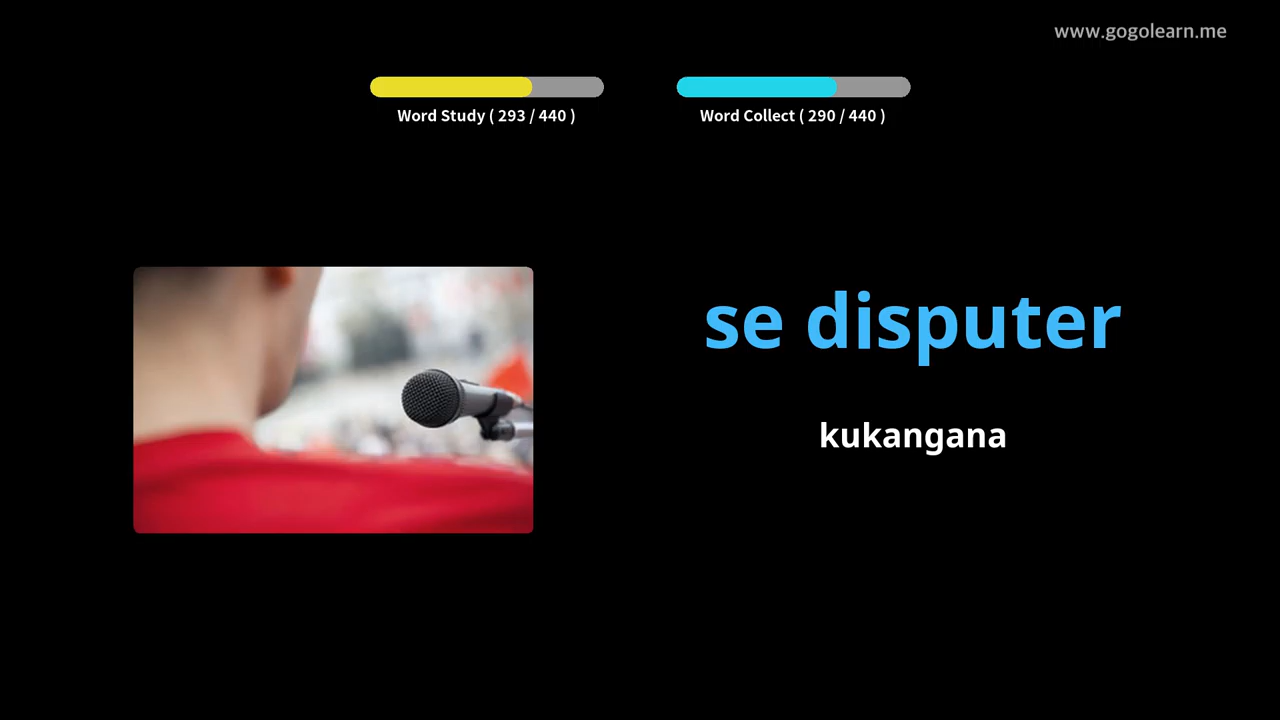 www.gogolearn.me
Word Study ( 293 / 440 )
Word Collect ( 290 / 440 )
se disputer
kukangana